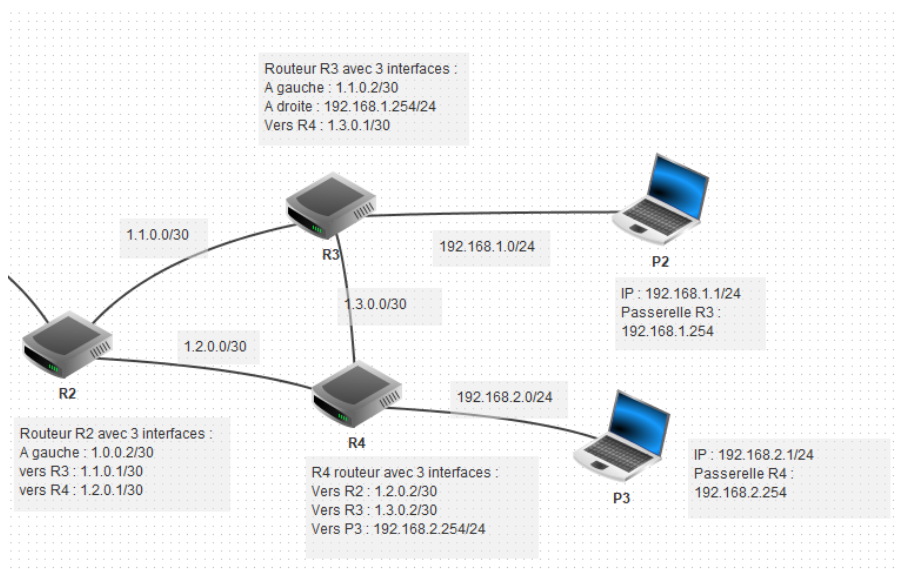 Routeur R3 avec 3 interfaces :
A gauche : 1.1.0.2/30
A droite : 192.168.1.254/24
Vers R4 : 1.3.0.1/30
1.1.0.0/30
R3
192.168.1.0/24
P2
IP : 192.168.1.1/24
Passerelle R3 :
192.168.1.254
1.3.0.0/30
1.2.0.0/30
R2
Routeur R2 avec 3 interfaces :
A gauche : 1.0.0.2/30
vers R3 : 1.1.0.1/30
vers R4 : 1.2.0.1/30
192.168.2.0/24
R4
R4 routeur avec 3 interfaces :
Vers R2 : 1.2.0.2/30
Vers R3 : 1.3.0.2/30
Vers P3 : 192.168.2.254/24
P3
IP : 192.168.2.1/24
Passerelle R4 :
192.168.2.254